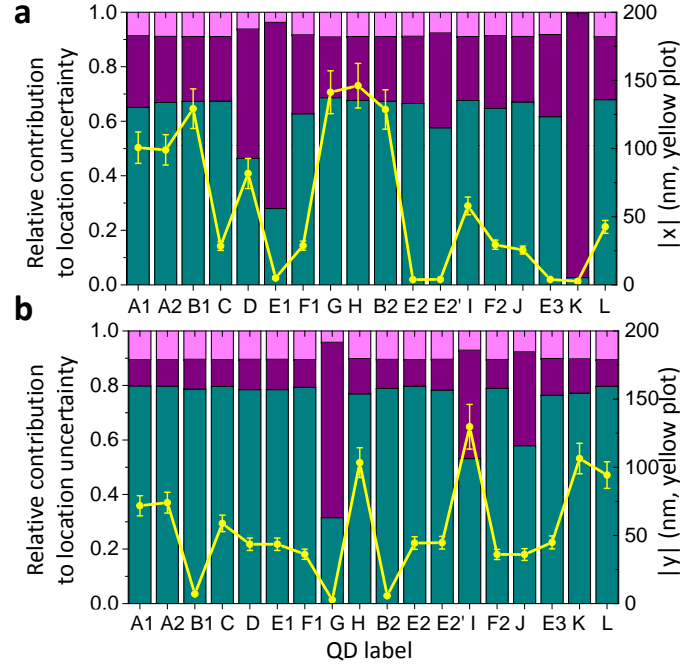 a
Relative contribution
to location uncertainty
1.0
0.8
0.6
0.4
0.2
0.0
200
150
100
50
0
|x| (nm, yellow plot)
A1 A2 B1 C D E1 F1 G H B2 E2 E2' I F2 J E3 K L
b
Relative contribution
to location uncertainty
1.0
0.8
0.6
0.4
0.2
0.0
200
150
100
50
0
|y| (nm, yellow plot)
A1 A2 B1 C D E1 F1 G H B2 E2 E2' I F2 J E3 K L
QD label